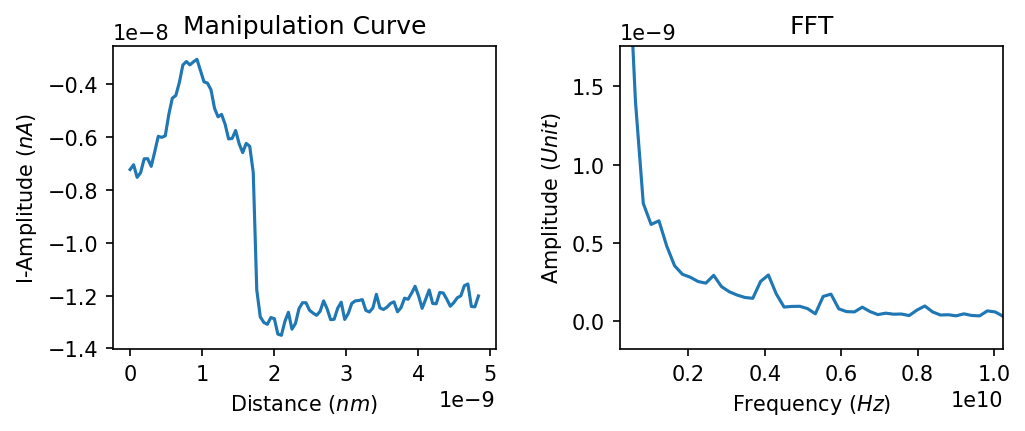 Manipulation Curve
1e−8
I-Amplitude (nA)
−0.4
−0.6
−0.8
−1.0
−1.2
−1.4
0 1 2 3 4 5
Distance (nm)
1e−9
FFT
1e−9
Amplitude (Unit)
1.5
1.0
0.5
0.0
0.2 0.4 0.6 0.8 1.0
Frequency (Hz)
1e10